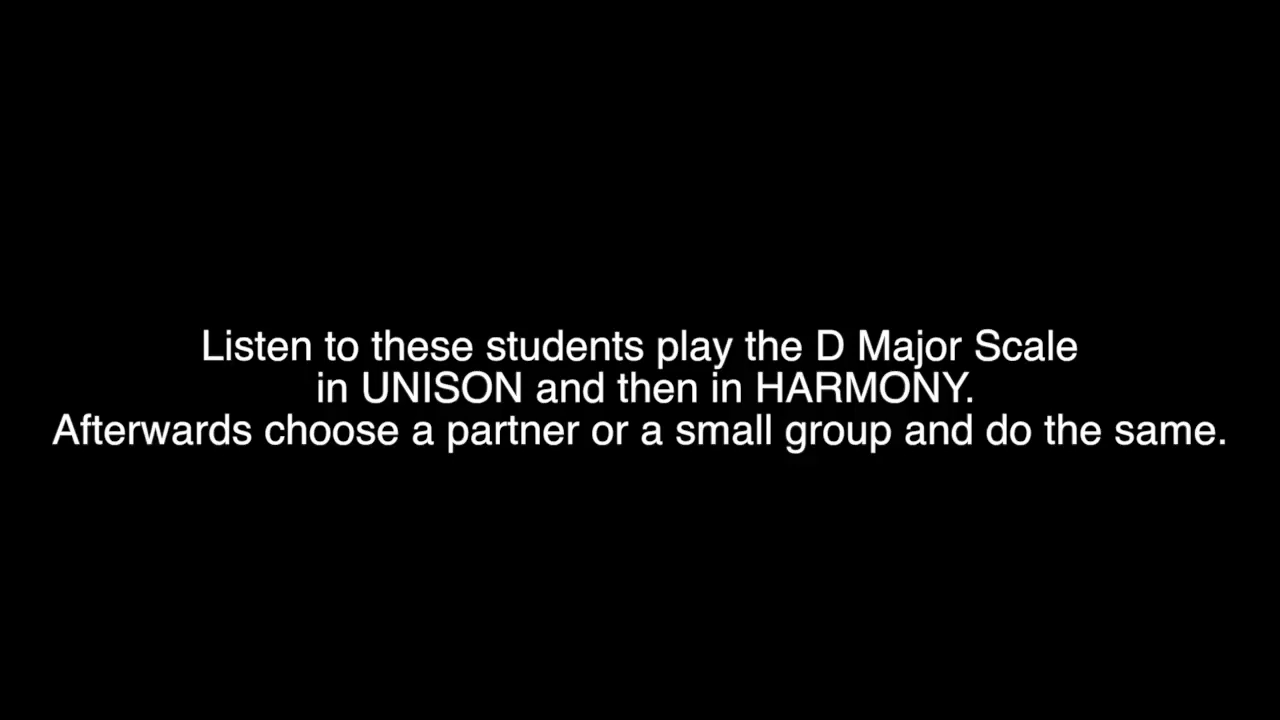 Listen to these students play the D Major Scale
in UNISON and then in HARMONY.
Afterwards choose a partner or a small group and do the same.